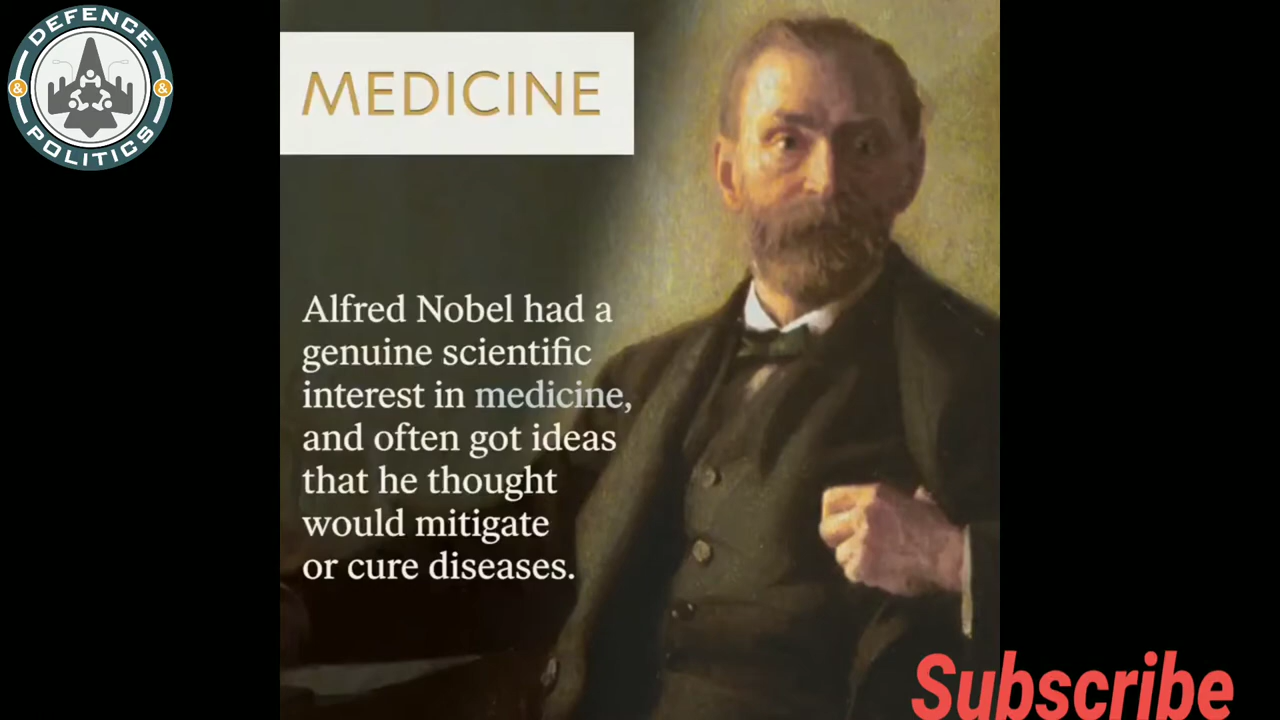 DEFENCE
& &
POLITICS
MEDICINE
Alfred Nobel had a
genuine scientific
interest in medicine,
and often got ideas
that he thought
would mitigate
or cure diseases.
Subscribe